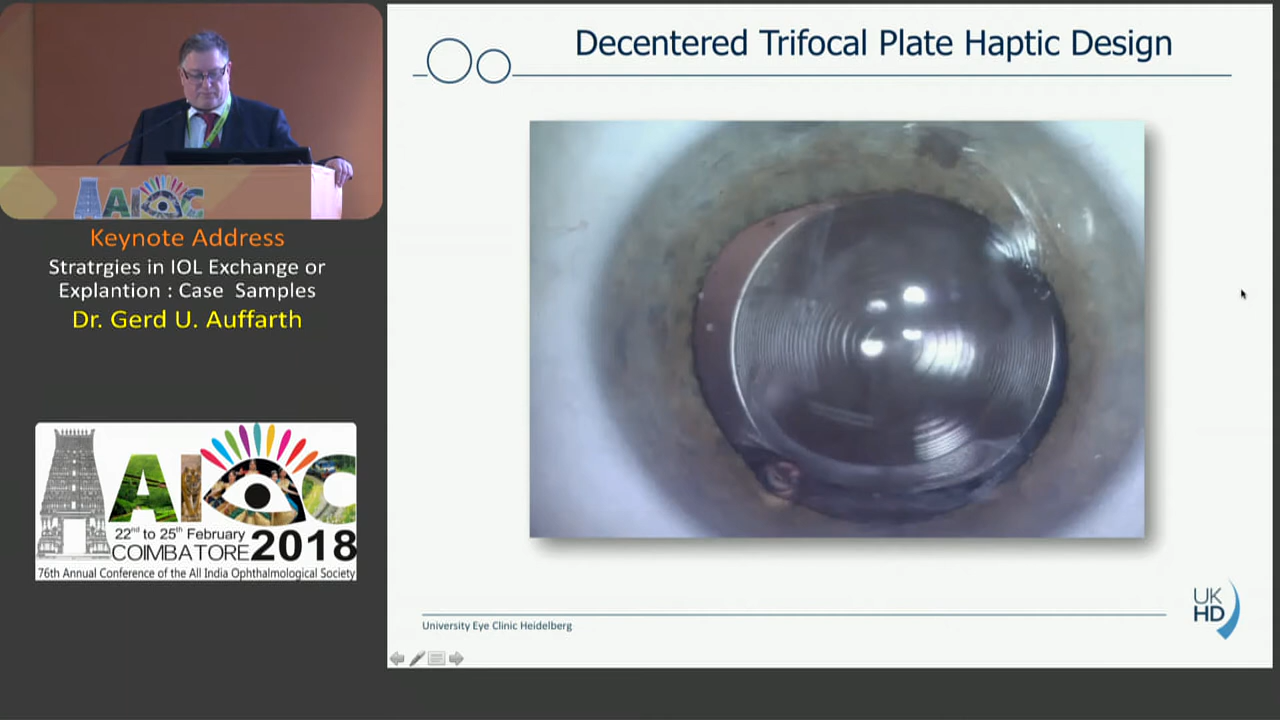 AIOC
Keynote Address
Stratrgies in IOL Exchange or
Explantion : Case Samples
Dr. Gerd U. Auffarth
AIOC
22nd to 25th February
COIMBATORE 2018
76th Annual Conference of the All India Ophthalmological Society
Decentered Trifocal Plate Haptic Design
University Eye Clinic Heidelberg
UK
HD